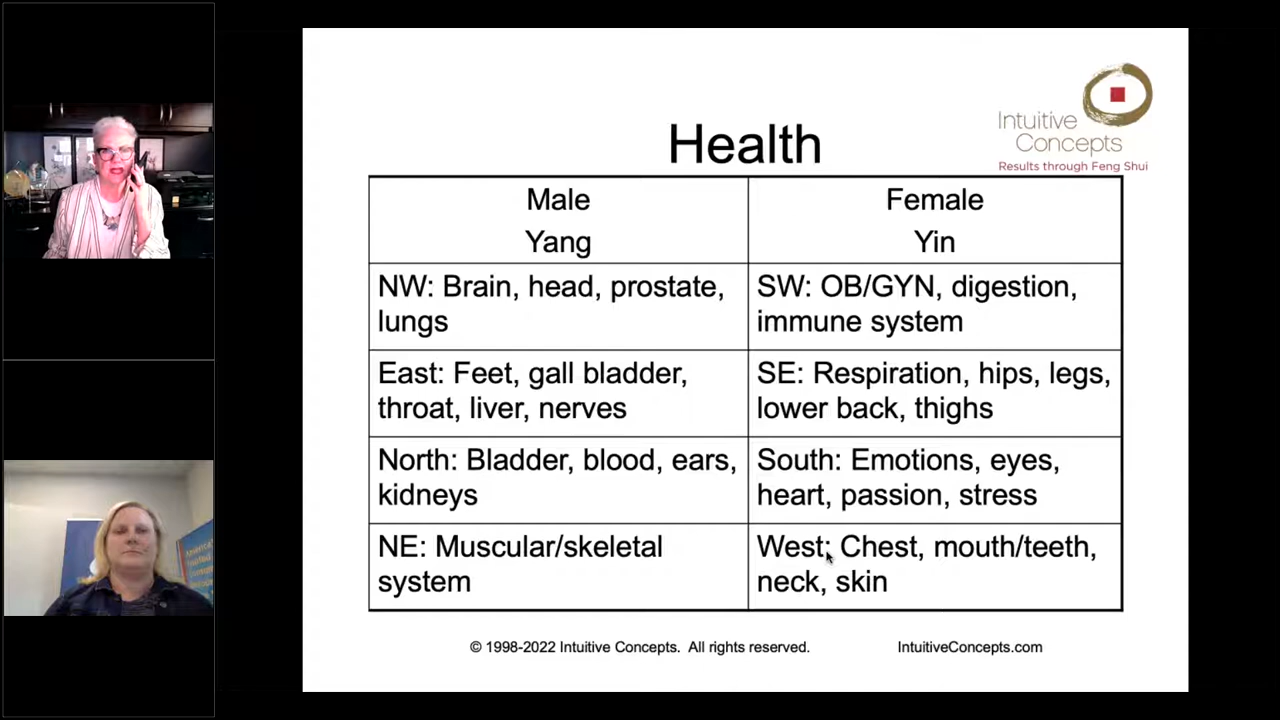 Intuitive
Concepts
Results through Feng Shui
Health
Male
Yang
Female
Yin
NW: Brain, head, prostate,
lungs
SW: OB/GYN, digestion,
immune system
East: Feet, gall bladder,
throat, liver, nerves
SE: Respiration, hips, legs,
lower back, thighs
North: Bladder, blood, ears,
kidneys
South: Emotions, eyes,
heart, passion, stress
NE: Muscular/skeletal
system
West: Chest, mouth/teeth,
neck, skin
© 1998-2022 Intuitive Concepts. All rights reserved.
IntuitiveConcepts.com
America's